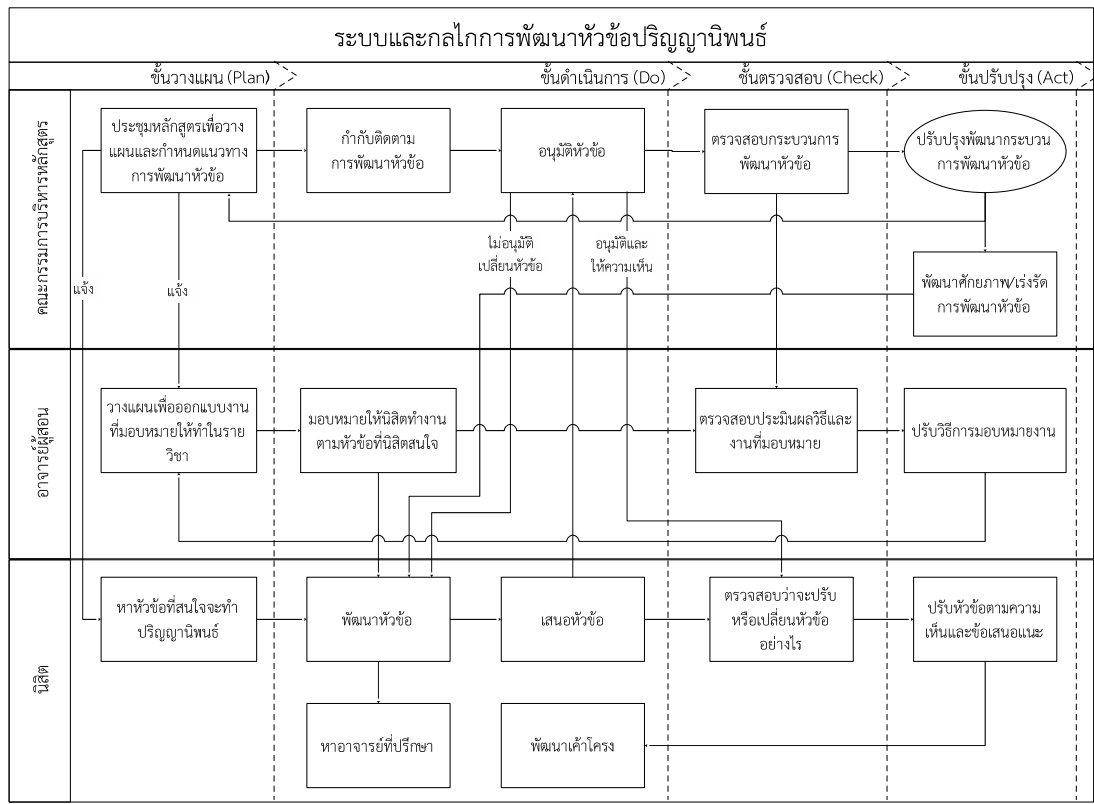 ระบบและกลไกการพัฒนาหัวข้อปริญญานิพนธ์
ขั้นวางแผน (Plan)
ขั้นดำเนินการ (Do)
ขั้นตรวจสอบ (Check)
ขั้นปรับปรุง (Act)
คณะกรรมการบริหารหลักสูตร
ประชุมหลักสูตรเพื่อวาง
แผนและกำหนดแนวทาง
การพัฒนาหัวข้อ
กำกับติดตาม
การพัฒนาหัวข้อ
อนุมัติหัวข้อ
ตรวจสอบกระบวนการ
พัฒนาหัวข้อ
ปรับปรุงพัฒนากระบวน
การพัฒนาหัวข้อ
ไม่อนุมัติ
เปลี่ยนหัวข้อ
อนุมัติและ
ให้ความเห็น
แจ้ง
แจ้ง
พัฒนาศักยภาพ/เร่งรัด
การพัฒนาหัวข้อ
อาจารย์ผู้สอน
วางแผนเพื่อออกแบบงาน
ที่มอบหมายให้ทำในราย
วิชา
มอบหมายให้นิสิตทำงาน
ตามหัวข้อที่นิสิตสนใจ
ตรวจสอบประมินผลวิธีและ
งานที่มอบหมาย
ปรับวิธีการมอบหมายงาน
นิสิต
หาหัวข้อที่สนใจจะทำ
ปริญญานิพนธ์
พัฒนาหัวข้อ
เสนอหัวข้อ
ตรวจสอบว่าจะปรับ
หรือเปลี่ยนหัวข้อ
อย่างไร
ปรับหัวข้อตามความ
เห็นและข้อเสนอแนะ
หาอาจารย์ที่ปรึกษา
พัฒนาเค้าโครง